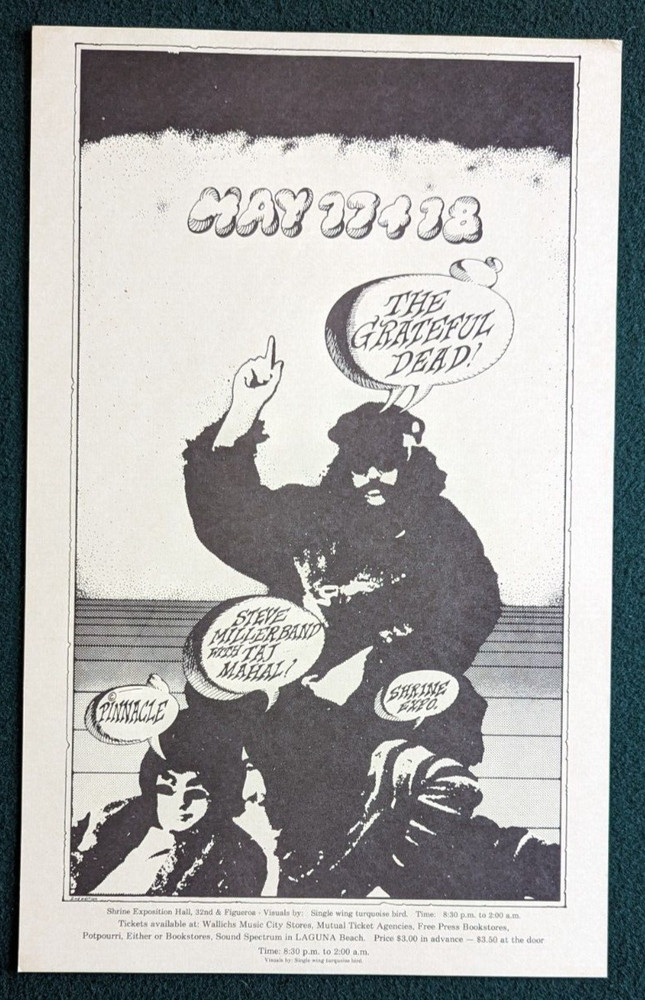 MAY 17 & 18
THE
GRATEFUL
DEAD!
STEVE
MILLER BAND
WITH TAJ
MAHAL!
© PINNACLE
SHRINE
EXPO.
Shrine Exposition Hall, 32nd & Figueroa - Visuals by: Single wing turquoise bird. Time: 8:30 p.m. to 2:00 a.m.
Tickets available at: Wallichs Music City Stores, Mutual Ticket Agencies, Free Press Bookstores,
Potpourri, Either or Bookstores, Sound Spectrum in LAGUNA Beach. Price $3.00 in advance — $3.50 at the door
Time: 8:30 p.m. to 2:00 a.m.
Visuals by: Single wing turquoise bird.